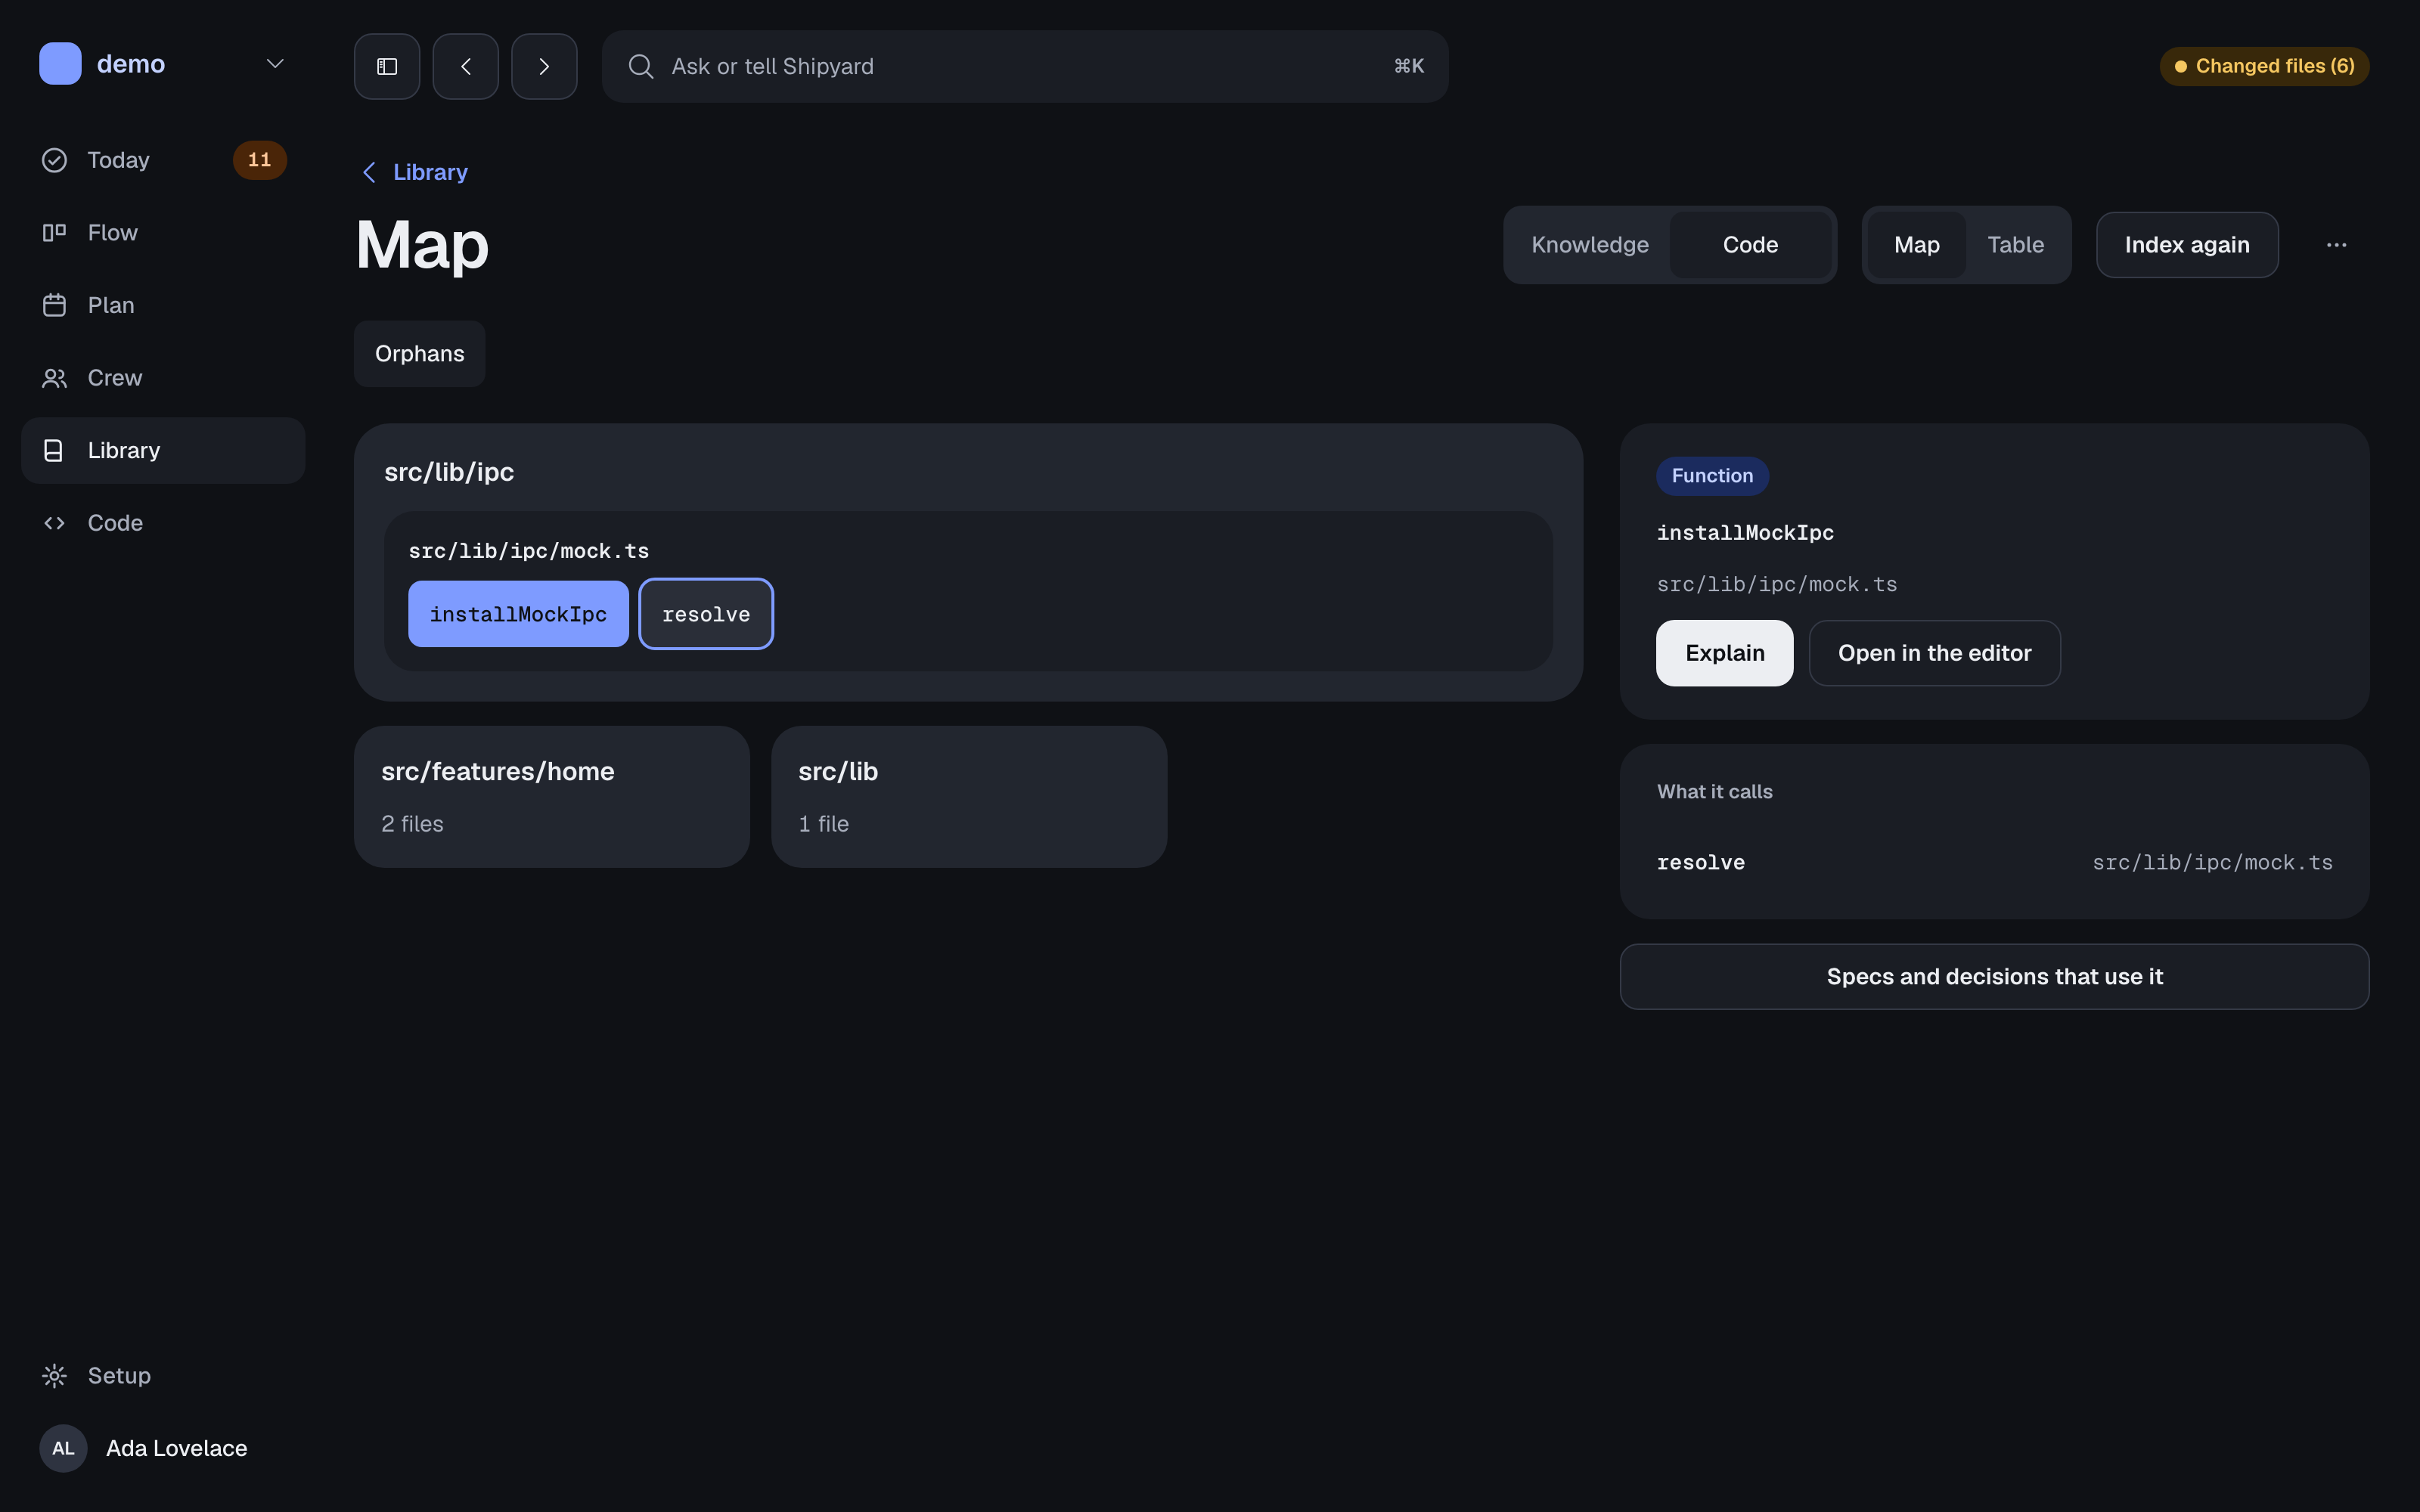 demo
Ask or tell Shipyard
⌘K
Changed files (6)
Today
11
Flow
Plan
Crew
Library
Code
Setup
AL
Ada Lovelace
Library
Map
Knowledge
Code
Map
Table
Index again
Orphans
src/lib/ipc
src/lib/ipc/mock.ts
installMockIpc
resolve
src/features/home
2 files
src/lib
1 file
Function
installMockIpc
src/lib/ipc/mock.ts
Explain
Open in the editor
What it calls
resolve
src/lib/ipc/mock.ts
Specs and decisions that use it